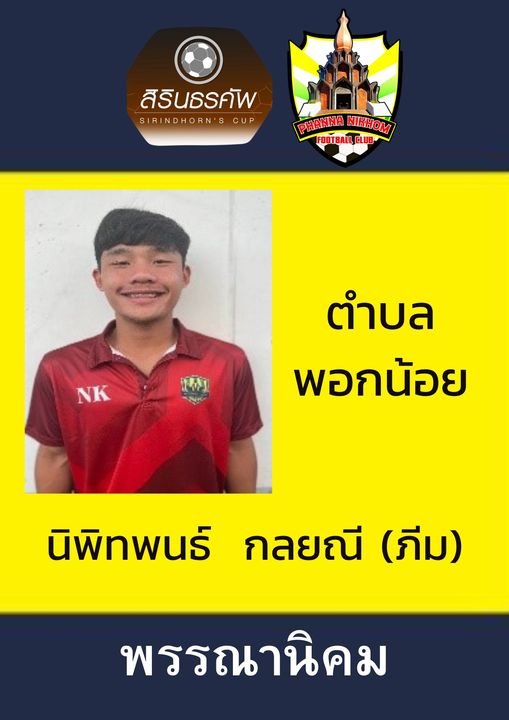 สิรินธรคัพ
SIRINDHORN'S CUP
PHANNA NIKHOM
FOOTBALL CLUB
NK
ตำบล
พอกน้อย
นิพิทพนธ์ กลยณี (ภีม)
พรรณานิคม